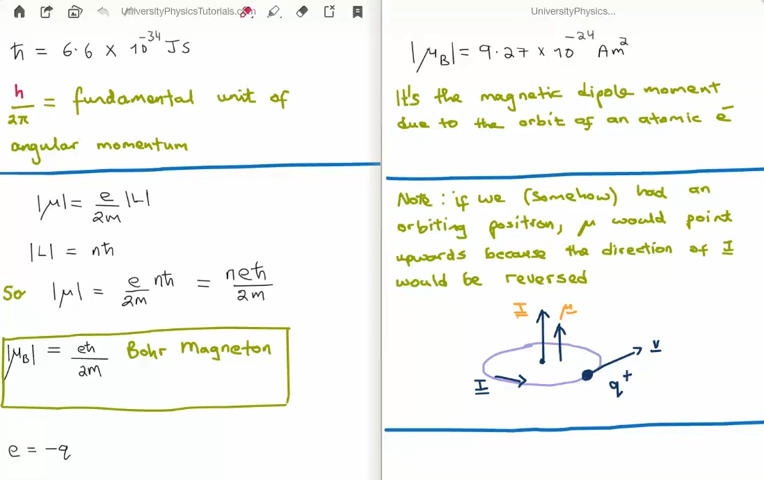 UniversityPhysicsTutorials.com
ħ = 6.6 × 10^-34 JS
h/2π = fundamental unit of
angular momentum
|μ| = e/2m |L|
|L| = nħ
So |μ| = e/2m nħ = neħ/2m
|μ_B| = eħ/2m Bohr Magneton
e = -q
UniversityPhysics...
|μ_B| = 9.27 × 10^-24 Am^2
It's the magnetic dipole moment
due to the orbit of an atomic e^-
Note : if we (somehow) had an
orbiting positron, μ would point
upwards because the direction of I
would be reversed
I μ
v
I q^+